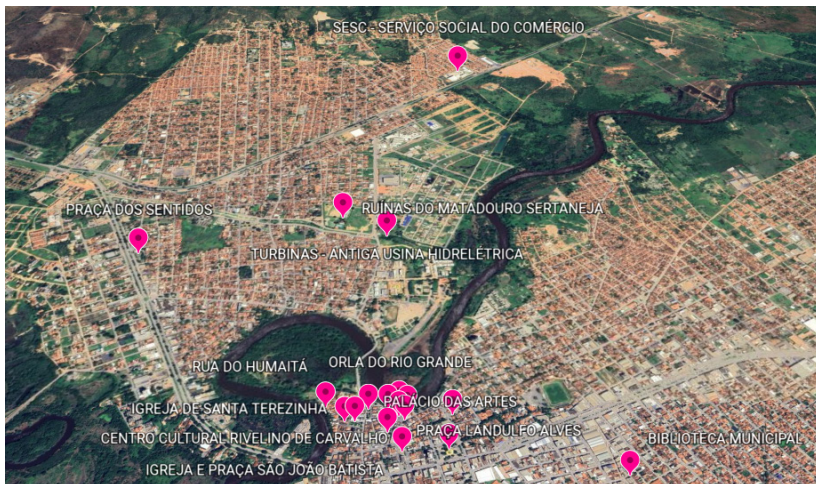 SESC - SERVIÇO SOCIAL DO COMÉRCIO
PRAÇA DOS SENTIDOS
RUÍNAS DO MATADOURO SERTANEJA
TURBINAS - ANTIGA USINA HIDRELÉTRICA
RUA DO HUMAITÁ
ORLA DO RIO GRANDE
IGREJA DE SANTA TEREZINHA
PALÁCIO DAS ARTES
CENTRO CULTURAL RIVELINO DE CARVALHO
PRAÇA LANDULFO ALVES
BIBLIOTECA MUNICIPAL
IGREJA E PRAÇA SÃO JOÃO BATISTA